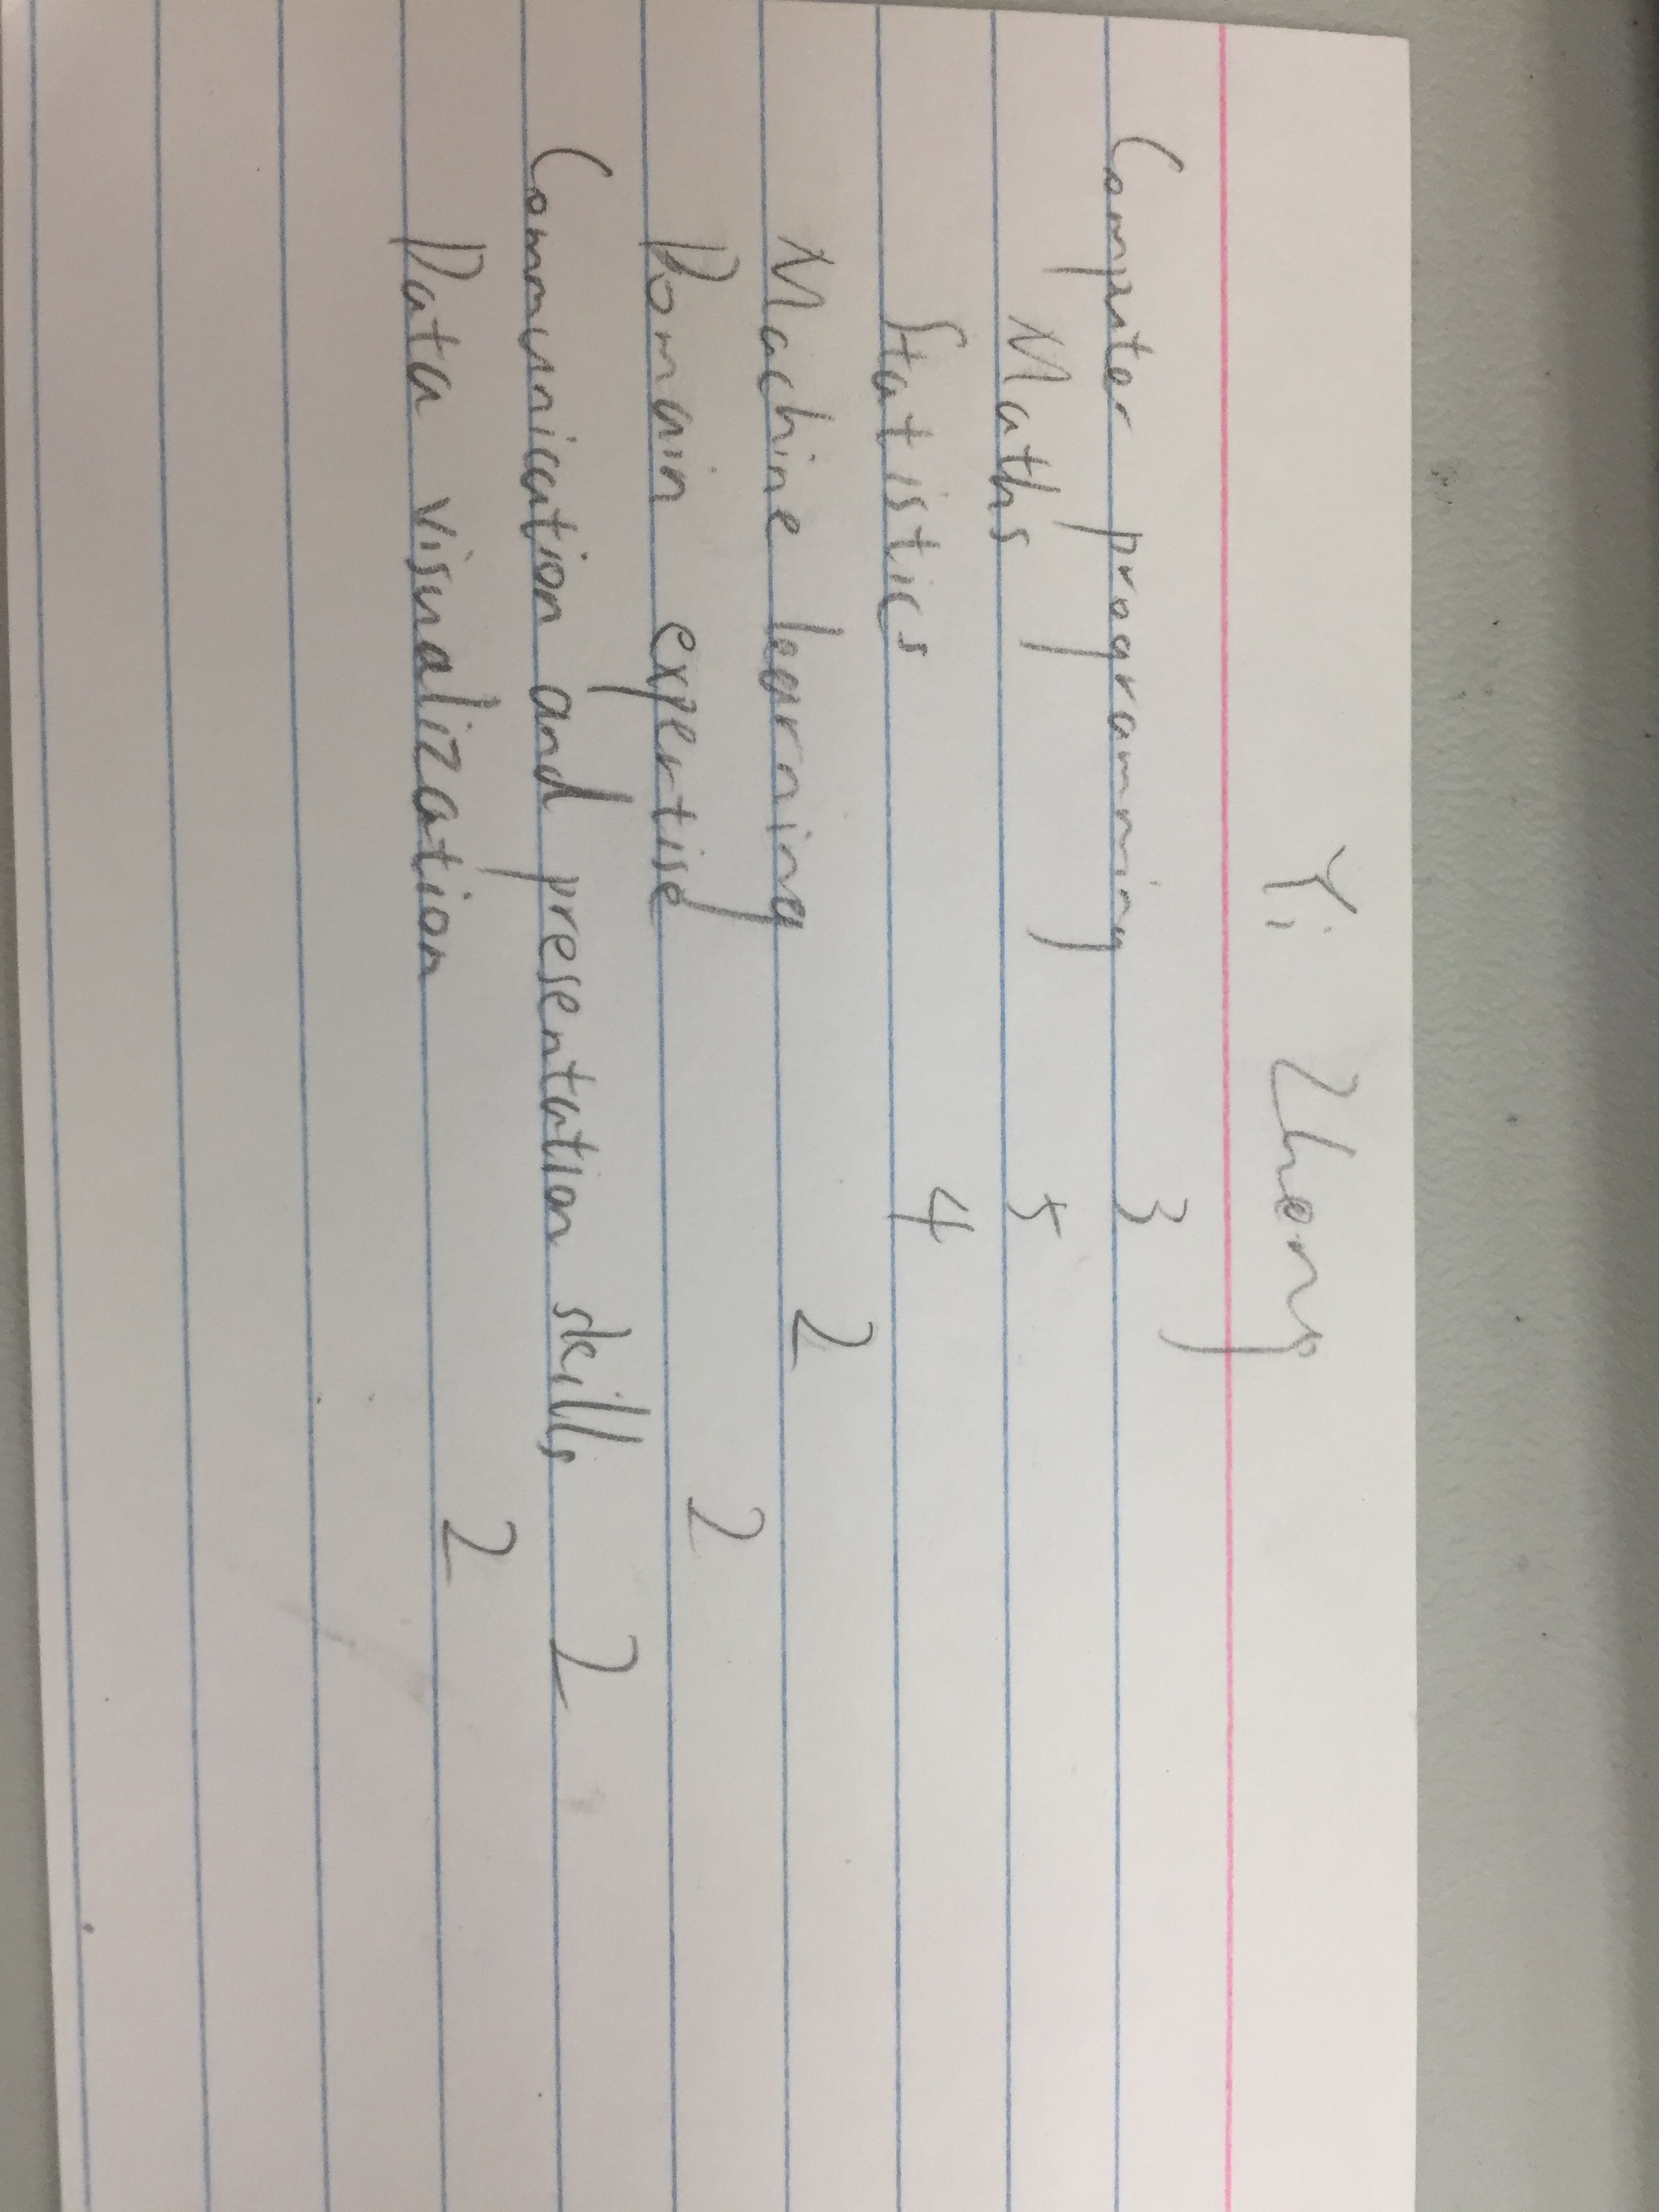 Yi Zheng
Computer programming 3
Maths 5
Statistics 4
Machine learning 2
Domain expertise 2
Communication and presentation skills 2
Data visualization 2